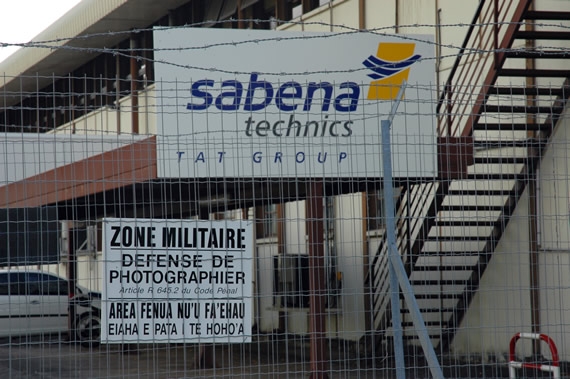 sabena
technics
TAT GROUP
ZONE MILITAIRE
DEFENSE DE
PHOTOGRAPHIER
Article R 645.2 du Code Pénal
AREA FENUA NU'U FA'EHAU
EIAHA E PATA I TE HOHO'A